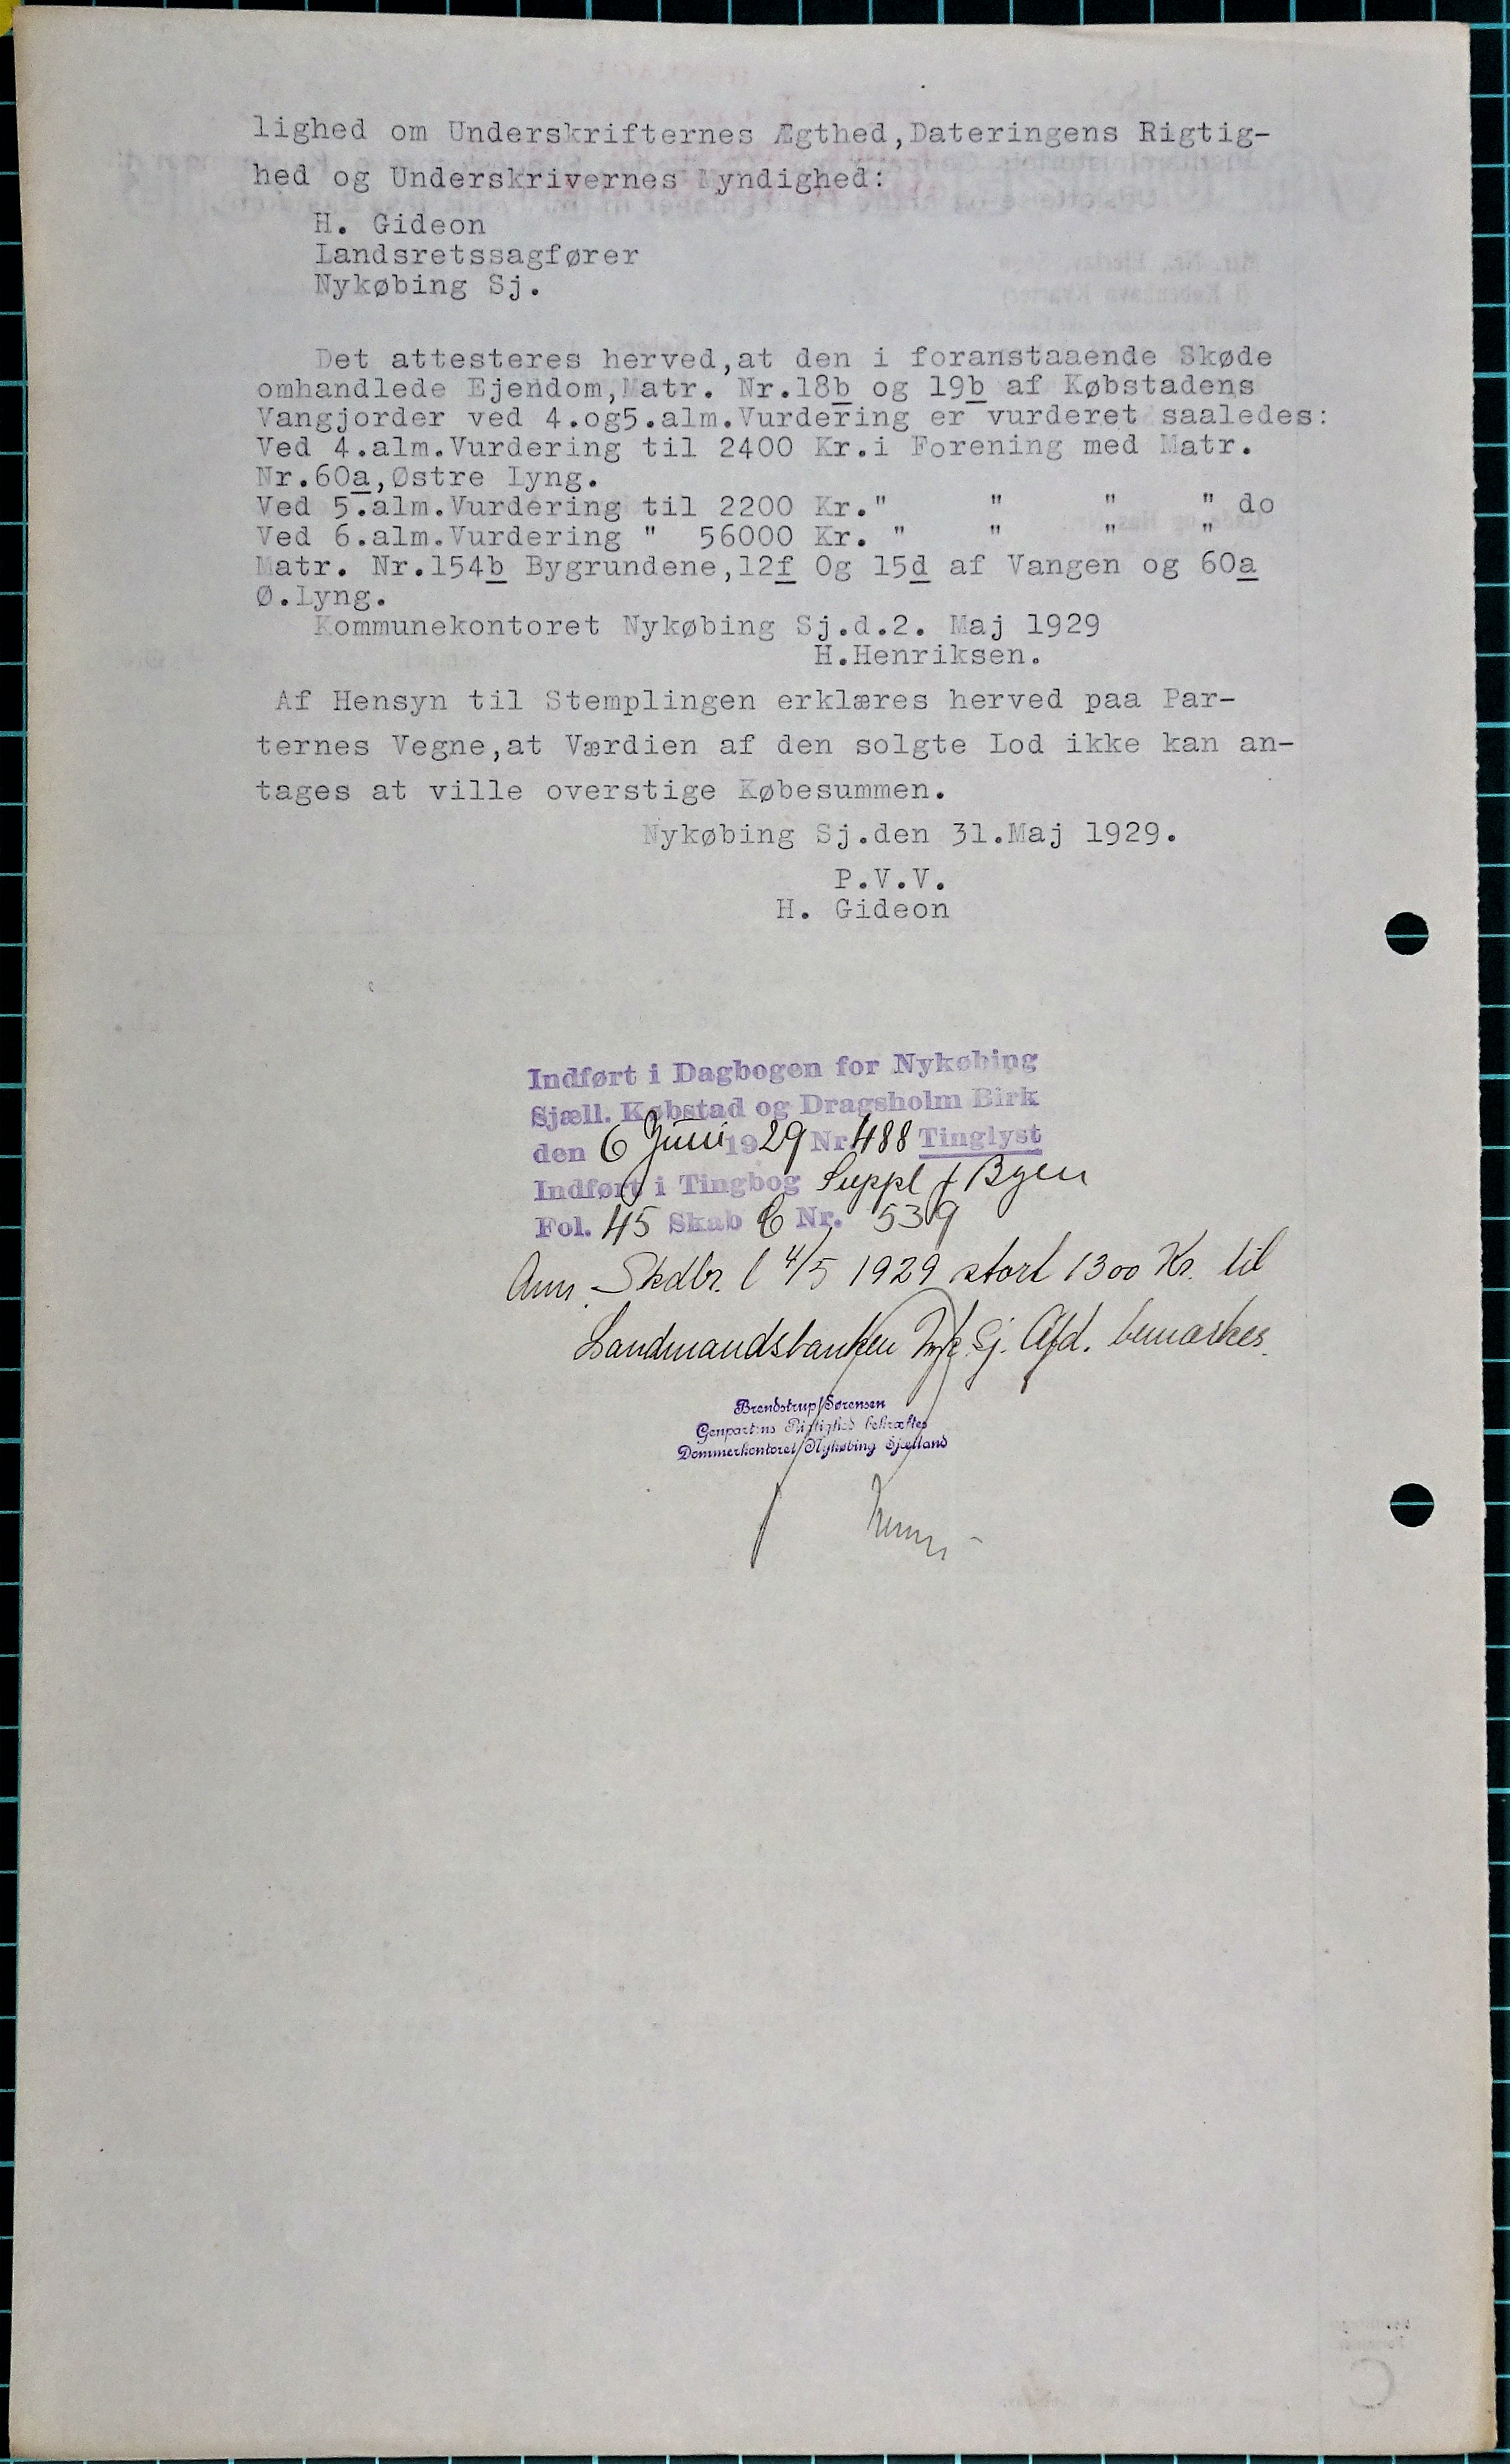 lighed om Underskrifternes Ægthed,Dateringens Rigtig-
hed og Underskrivernes Myndighed:
H. Gideon
Landsretssagfører
Nykøbing Sj.
Det attesteres herved,at den i foranstaaende Skøde
omhandlede Ejendom,Matr. Nr.18b og 19b af Købstadens
Vangjorder ved 4.og5.alm.Vurdering er vurderet saaledes:
Ved 4.alm.Vurdering til 2400 Kr.i Forening med Matr.
Nr.60a,Østre Lyng.
Ved 5.alm.Vurdering til 2200 Kr." " " " do
Ved 6.alm.Vurdering " 56000 Kr. " " " "
Matr. Nr.154b Bygrundene,12f Og 15d af Vangen og 60a
Ø.Lyng.
Kommunekontoret Nykøbing Sj.d.2. Maj 1929
H.Henriksen.
Af Hensyn til Stemplingen erklæres herved paa Par-
ternes Vegne,at Værdien af den solgte Lod ikke kan an-
tages at ville overstige Købesummen.
Nykøbing Sj.den 31.Maj 1929.
P.V.V.
H. Gideon
Indført i Dagbogen for Nykøbing
Sjæll. Købstad og Dragsholm Birk
den 6 Juni 1929 Nr 488 Tinglyst
Indført i Tingbog Suppl f Byen
Fol. 45 Skab C Nr. 539
Anm. Skdbr. 4/5 1929 stort 1300 Kr. til
Landmandsbanken Nyk. Sj. Afd. bemærkes.
Brendstrup Sørensen
Genpartens Rigtighed bekræftes
Dommerkontoret Nykøbing Sjælland